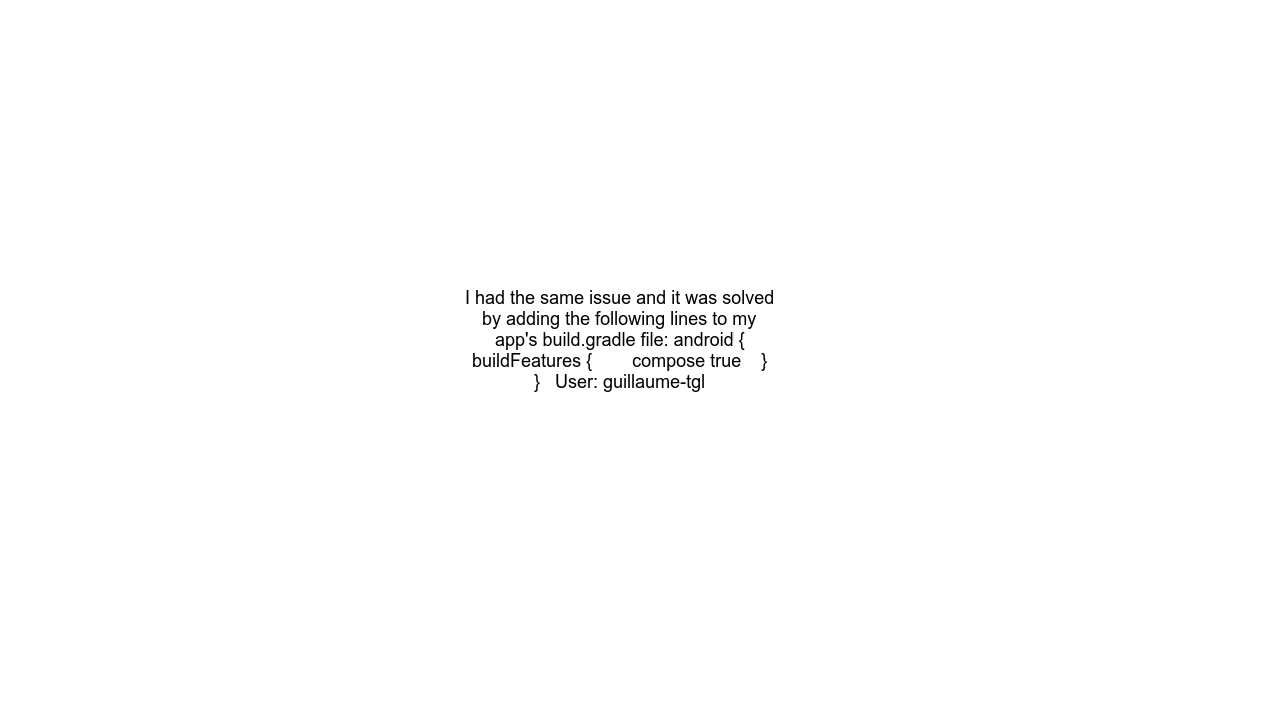 I had the same issue and it was solved
by adding the following lines to my
app's build.gradle file: android {
buildFeatures {        compose true    }
}   User: guillaume-tgl